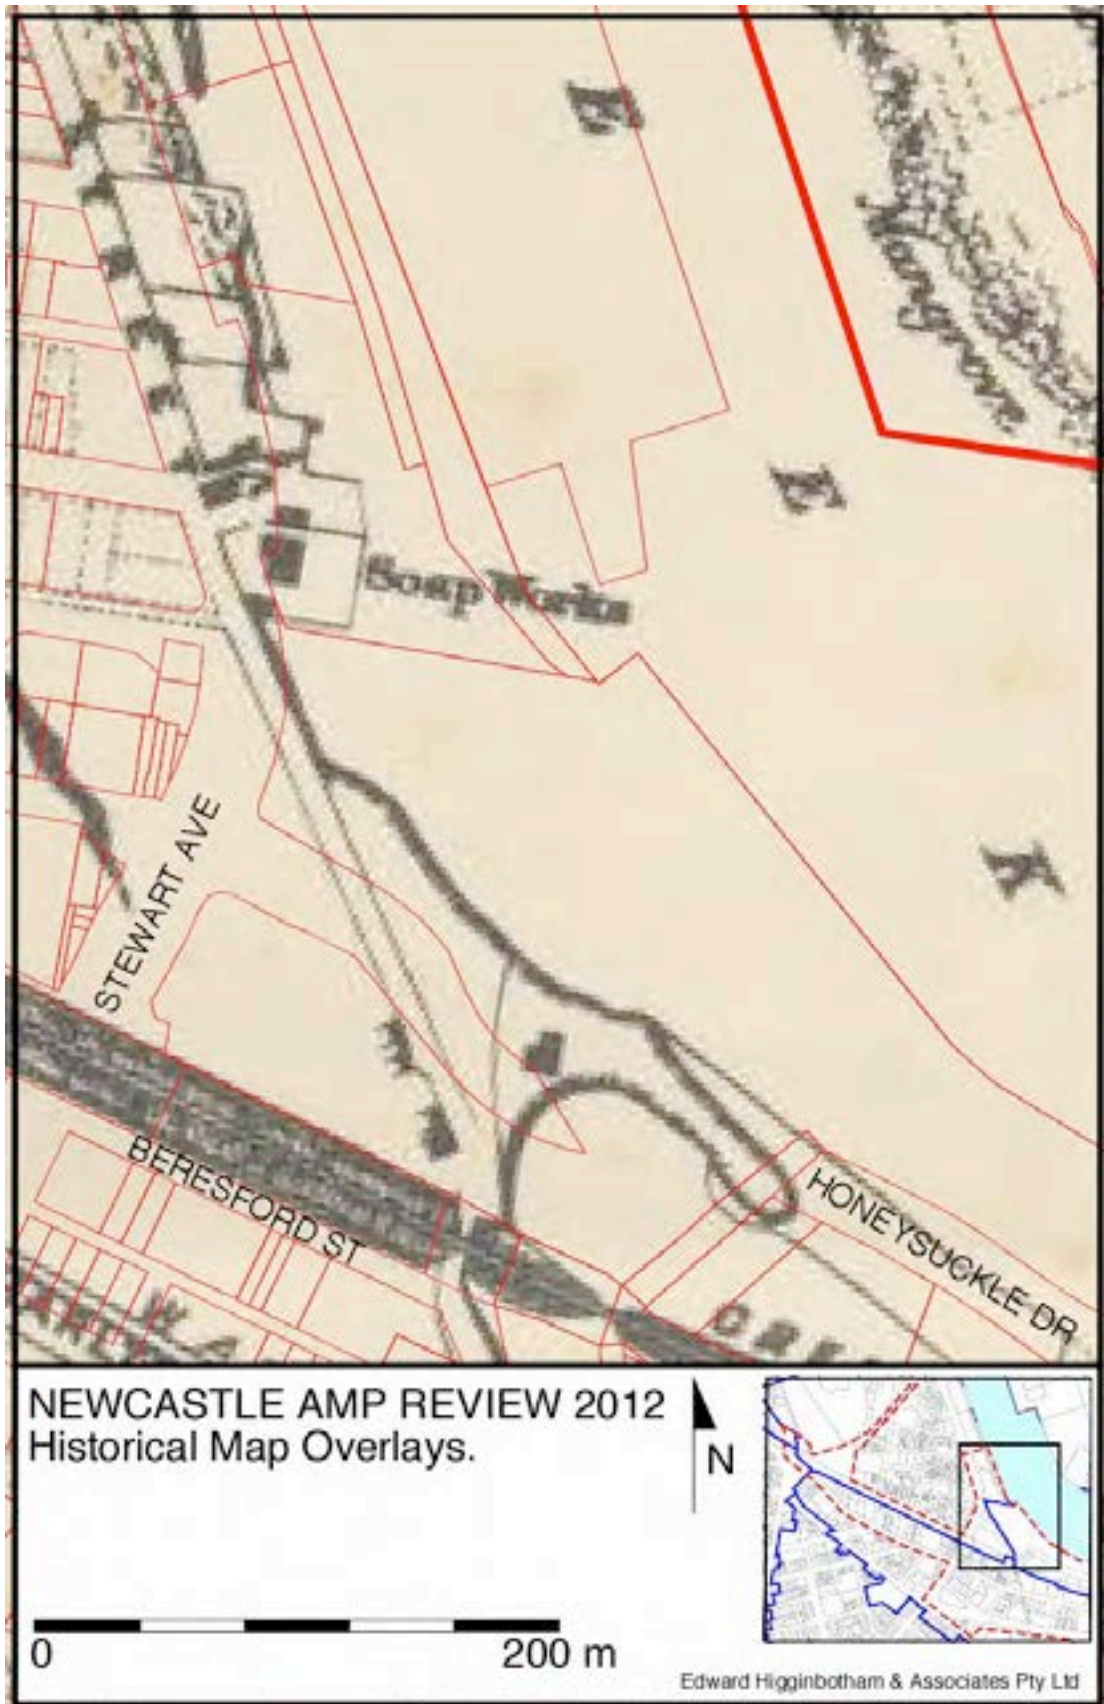 Soap Works
STEWART AVE
BERESFORD ST
HONEYSUCKLE DR
NEWCASTLE AMP REVIEW 2012
Historical Map Overlays.
N
0 200 m
Edward Higginbotham & Associates Pty Ltd